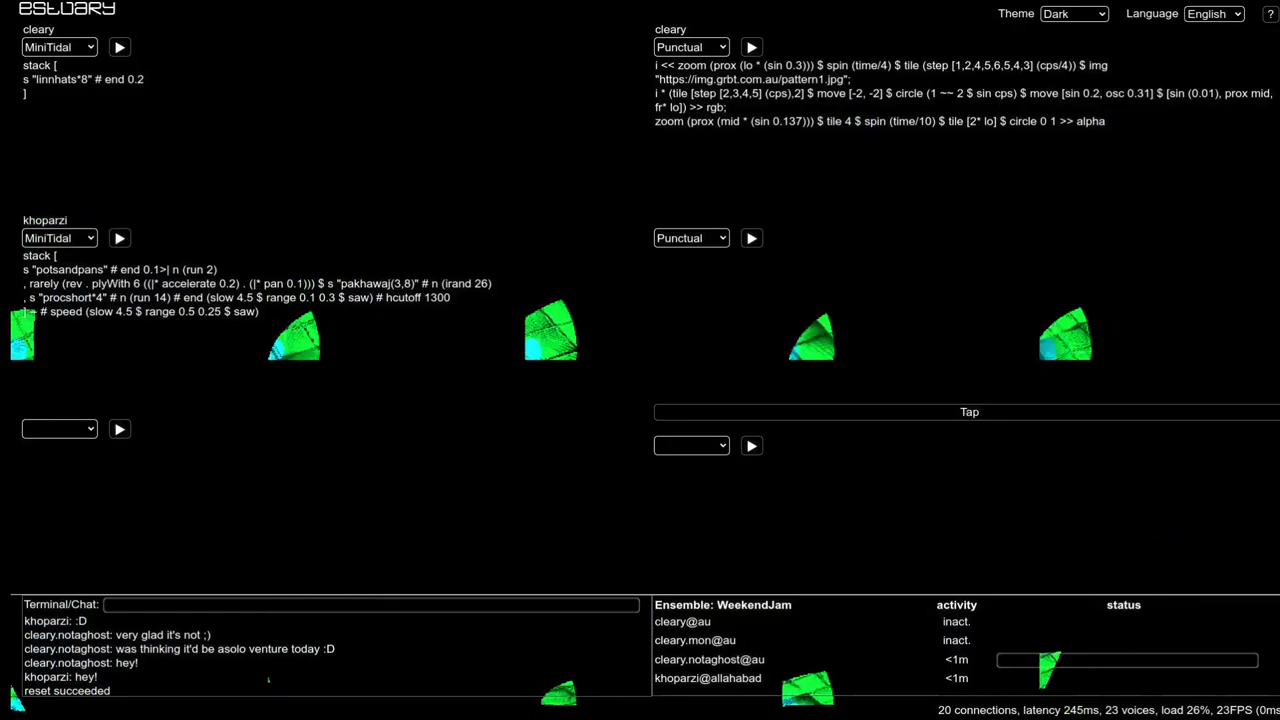 estuary
Theme Dark Language English ?
cleary
MiniTidal
stack [
s "linnhats*8" # end 0.2
]
cleary
Punctual
i << zoom (prox (lo * (sin 0.3))) $ spin (time/4) $ tile (step [1,2,4,5,6,5,4,3] (cps/4)) $ img
"https://img.grbt.com.au/pattern1.jpg";
i * (tile [step [2,3,4,5] (cps),2] $ move [-2, -2] $ circle (1 ~~ 2 $ sin cps) $ move [sin 0.2, osc 0.31] $ [sin (0.01), prox mid,
fr* lo]) >> rgb;
zoom (prox (mid * (sin 0.137))) $ tile 4 $ spin (time/10) $ tile [2* lo] $ circle 0 1 >> alpha
khoparzi
MiniTidal
stack [
s "potsandpans" # end 0.1>| n (run 2)
, rarely (rev . plyWith 6 ((|* accelerate 0.2) . (|* pan 0.1))) $ s "pakhawaj(3,8)" # n (irand 26)
, s "procshort*4" # n (run 14) # end (slow 4.5 $ range 0.1 0.3 $ saw) # hcutoff 1300
# speed (slow 4.5 $ range 0.5 0.25 $ saw)
Punctual
Tap
Terminal/Chat:
khoparzi: :D
cleary.notaghost: very glad it's not ;)
cleary.notaghost: was thinking it'd be asolo venture today :D
cleary.notaghost: hey!
khoparzi: hey!
reset succeeded
Ensemble: WeekendJam activity status
cleary@au inact.
cleary.mon@au inact.
cleary.notaghost@au <1m
khoparzi@allahabad <1m
20 connections, latency 245ms, 23 voices, load 26%, 23FPS (0ms